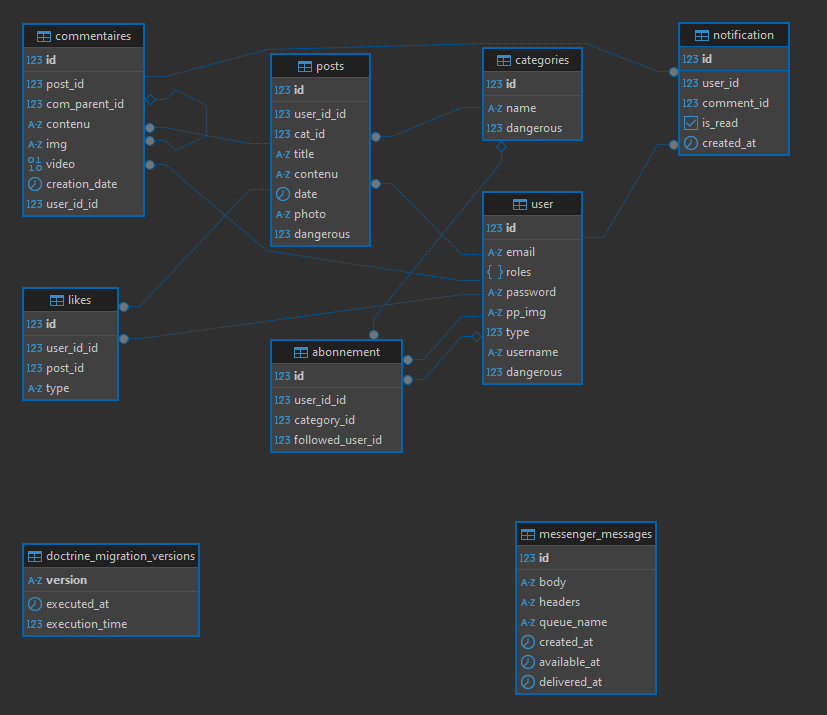 commentaires
123 id
123 post_id
123 com_parent_id
A-Z contenu
A-Z img
video
creation_date
123 user_id_id
posts
123 id
123 user_id_id
123 cat_id
A-Z title
A-Z contenu
date
A-Z photo
123 dangerous
categories
123 id
A-Z name
123 dangerous
notification
123 id
123 user_id
123 comment_id
is_read
created_at
user
123 id
A-Z email
{ } roles
A-Z password
A-Z pp_img
123 type
A-Z username
123 dangerous
likes
123 id
123 user_id_id
123 post_id
A-Z type
abonnement
123 id
123 user_id_id
123 category_id
123 followed_user_id
doctrine_migration_versions
A-Z version
executed_at
123 execution_time
messenger_messages
123 id
A-Z body
A-Z headers
A-Z queue_name
created_at
available_at
delivered_at